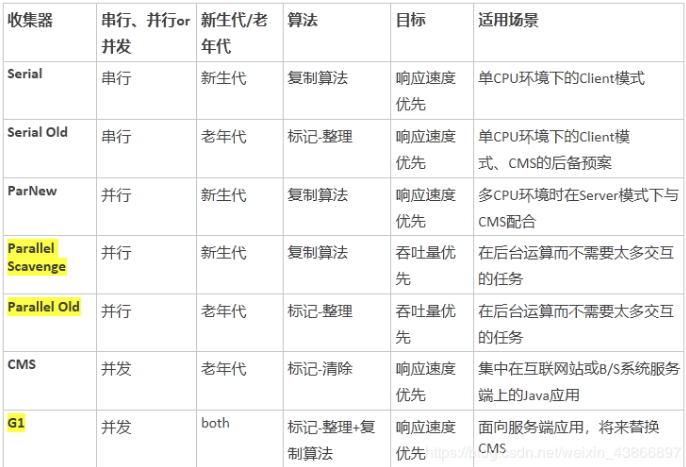 收集器 串行、并行or 新生代/老 算法 目标 适用场景
并发 年代
Serial 串行 新生代 复制算法 响应速度 单CPU环境下的Client模式
优先
Serial Old 串行 老年代 标记-整理 响应速度 单CPU环境下的Client模
优先 式、CMS的后备预案
ParNew 并行 新生代 复制算法 响应速度 多CPU环境时在Server模式下与
优先 CMS配合
Parallel 并行 新生代 复制算法 吞吐量优 在后台运算而不需要太多交互
Scavenge 先 的任务
Parallel Old 并行 老年代 标记-整理 吞吐量优 在后台运算而不需要太多交互
先 的任务
CMS 并发 老年代 标记-清除 响应速度 集中在互联网站或B/S系统服务
优先 端上的Java应用
G1 并发 both 标记-整理+复 响应速度 面向服务端应用，将来替换
制算法 优先 CMS
https://blog.csdn.net/weixin_43866897